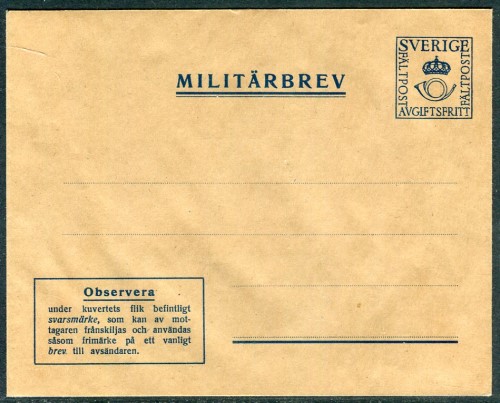 MILITÄRBREV
SVERIGE
FÄLTPOST
FÄLTPOST
AVGIFTSFRITT
Observera
under kuvertets flik befintligt
svarsmärke, som kan av mot-
tagaren frånskiljas och användas
såsom frimärke på ett vanligt
brev till avsändaren.